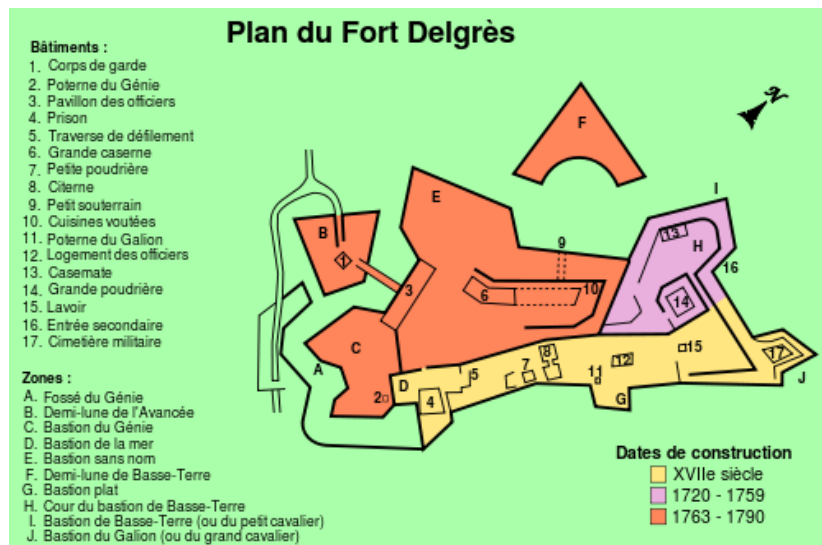 Plan du Fort Delgrès
Bâtiments :
1. Corps de garde
2. Poterne du Génie
3. Pavillon des officiers
4. Prison
5. Traverse de défilement
6. Grande caserne
7. Petite poudrière
8. Citerne
9. Petit souterrain
10. Cuisines voutées
11. Poterne du Galion
12. Logement des officiers
13. Casemate
14. Grande poudrière
15. Lavoir
16. Entrée secondaire
17. Cimetière militaire
Zones :
A. Fossé du Génie
B. Demi-lune de l'Avancée
C. Bastion du Génie
D. Bastion de la mer
E. Bastion sans nom
F. Demi-lune de Basse-Terre
G. Bastion plat
H. Cour du bastion de Basse-Terre
I. Bastion de Basse-Terre (ou du petit cavalier)
J. Bastion du Galion (ou du grand cavalier)
N
F
I
E
B
13
H
9
16
1
3
6
10
14
C
A
8
15
17
D
5
7
12
11
2
4
G
J
Dates de construction
XVIIe siècle
1720 - 1759
1763 - 1790